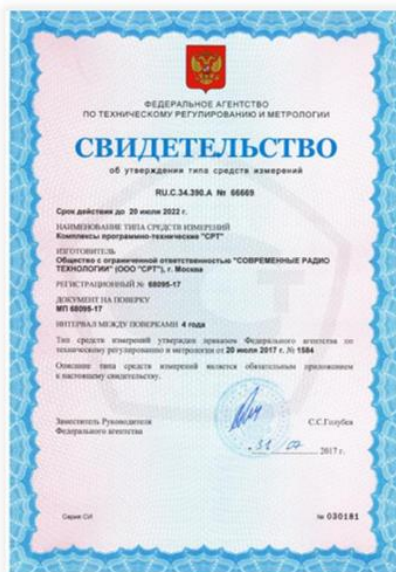 ФЕДЕРАЛЬНОЕ АГЕНТСТВО
ПО ТЕХНИЧЕСКОМУ РЕГУЛИРОВАНИЮ И МЕТРОЛОГИИ
СВИДЕТЕЛЬСТВО
об утверждении типа средств измерений
RU.C.34.390.A № 66669
Срок действия до 20 июля 2022 г.
НАИМЕНОВАНИЕ ТИПА СРЕДСТВ ИЗМЕРЕНИЙ
Комплексы программно-технические "СРТ"
ИЗГОТОВИТЕЛЬ
Общество с ограниченной ответственностью "СОВРЕМЕННЫЕ РАДИО
ТЕХНОЛОГИИ" (ООО "СРТ"), г. Москва
РЕГИСТРАЦИОННЫЙ № 68095-17
ДОКУМЕНТ НА ПОВЕРКУ
МП 68095-17
ИНТЕРВАЛ МЕЖДУ ПОВЕРКАМИ 4 года
Тип средств измерений утвержден приказом Федерального агентства по
техническому регулированию и метрологии от 20 июля 2017 г. № 1584
Описание типа средств измерений является обязательным приложением
к настоящему свидетельству.
Заместитель Руководителя
Федерального агентства
С.С.Голубев
31 07 2017 г.
Серия СИ
№ 030181